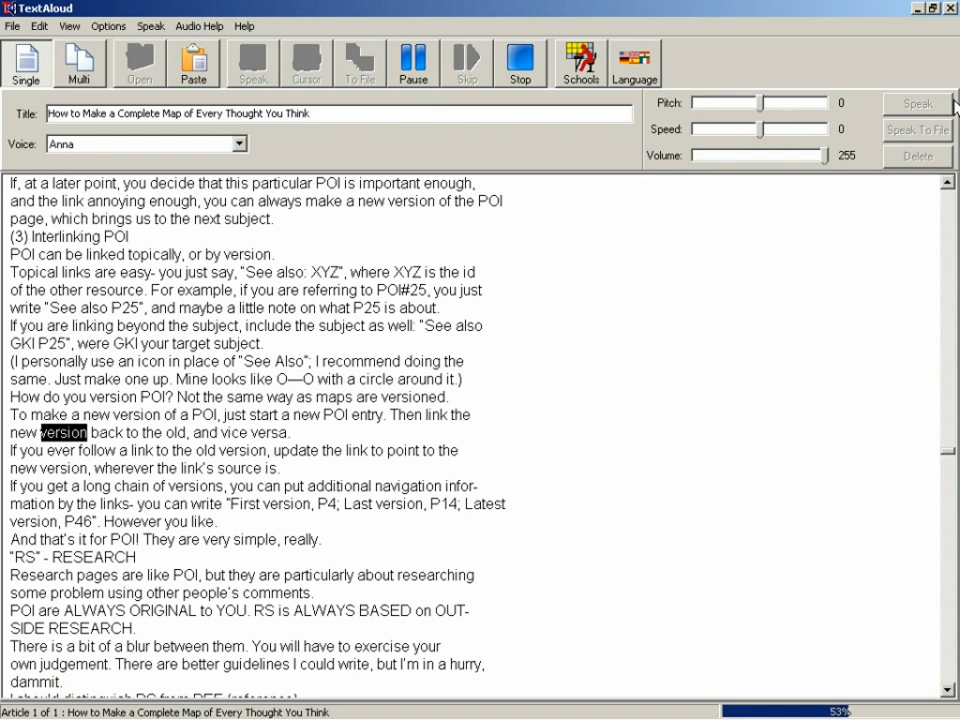 TextAloud
File Edit View Options Speak Audio Help Help
Single Multi Open Paste Speak Cursor To File Pause Skip Stop Schools Language
Title: How to Make a Complete Map of Every Thought You Think
Voice: Anna
Pitch: 0 Speak
Speed: 0 Speak To File
Volume: 255 Delete
If, at a later point, you decide that this particular POI is important enough,
and the link annoying enough, you can always make a new version of the POI
page, which brings us to the next subject.
(3) Interlinking POI
POI can be linked topically, or by version.
Topical links are easy- you just say, "See also: XYZ", where XYZ is the id
of the other resource. For example, if you are referring to POI#25, you just
write "See also P25", and maybe a little note on what P25 is about.
If you are linking beyond the subject, include the subject as well: "See also
GKI P25", were GKI your target subject.
(I personally use an icon in place of "See Also"; I recommend doing the
same. Just make one up. Mine looks like O—O with a circle around it.)
How do you version POI? Not the same way as maps are versioned.
To make a new version of a POI, just start a new POI entry. Then link the
new version back to the old, and vice versa.
If you ever follow a link to the old version, update the link to point to the
new version, wherever the link's source is.
If you get a long chain of versions, you can put additional navigation infor-
mation by the links- you can write "First version, P4; Last version, P14; Latest
version, P46". However you like.
And that's it for POI! They are very simple, really.
"RS" - RESEARCH
Research pages are like POI, but they are particularly about researching
some problem using other people's comments.
POI are ALWAYS ORIGINAL to YOU. RS is ALWAYS BASED on OUT-
SIDE RESEARCH.
There is a bit of a blur between them. You will have to exercise your
own judgement. There are better guidelines I could write, but I'm in a hurry,
dammit.
I should distinguish RS from REF (reference)
Article 1 of 1 : How to Make a Complete Map of Every Thought You Think
53%